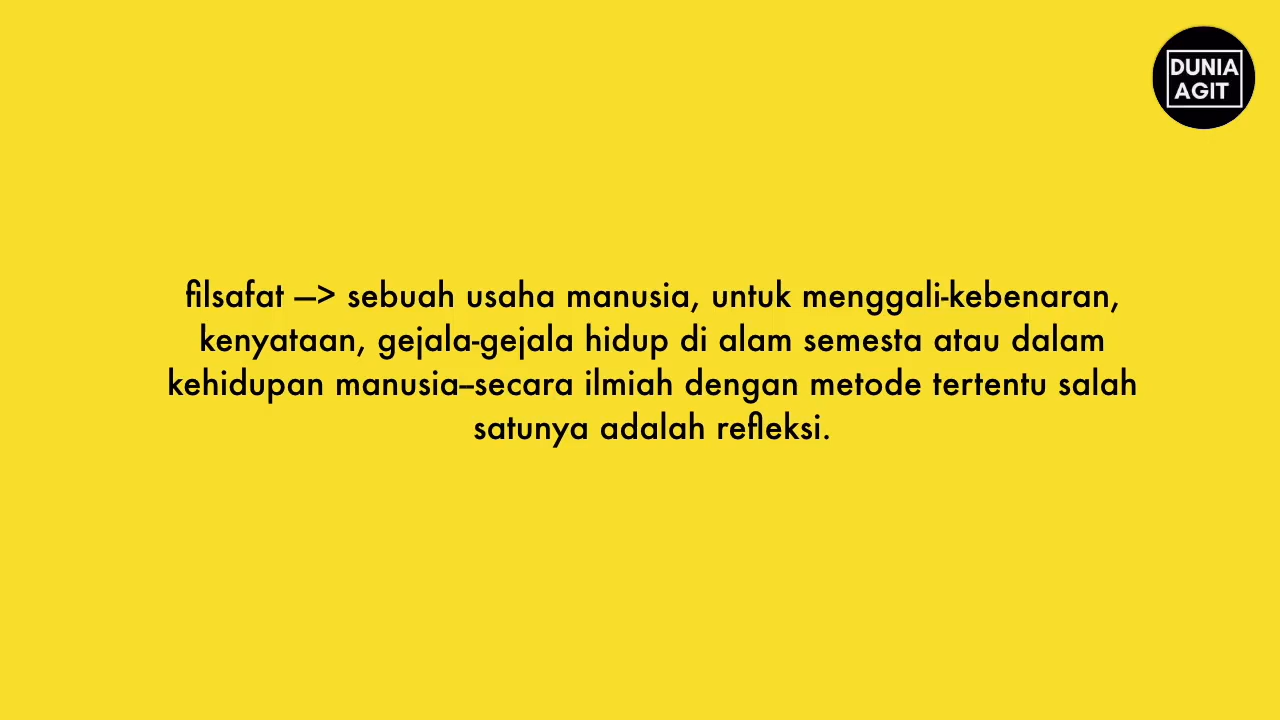 DUNIA
AGIT
filsafat —> sebuah usaha manusia, untuk menggali-kebenaran,
kenyataan, gejala-gejala hidup di alam semesta atau dalam
kehidupan manusia–secara ilmiah dengan metode tertentu salah
satunya adalah refleksi.